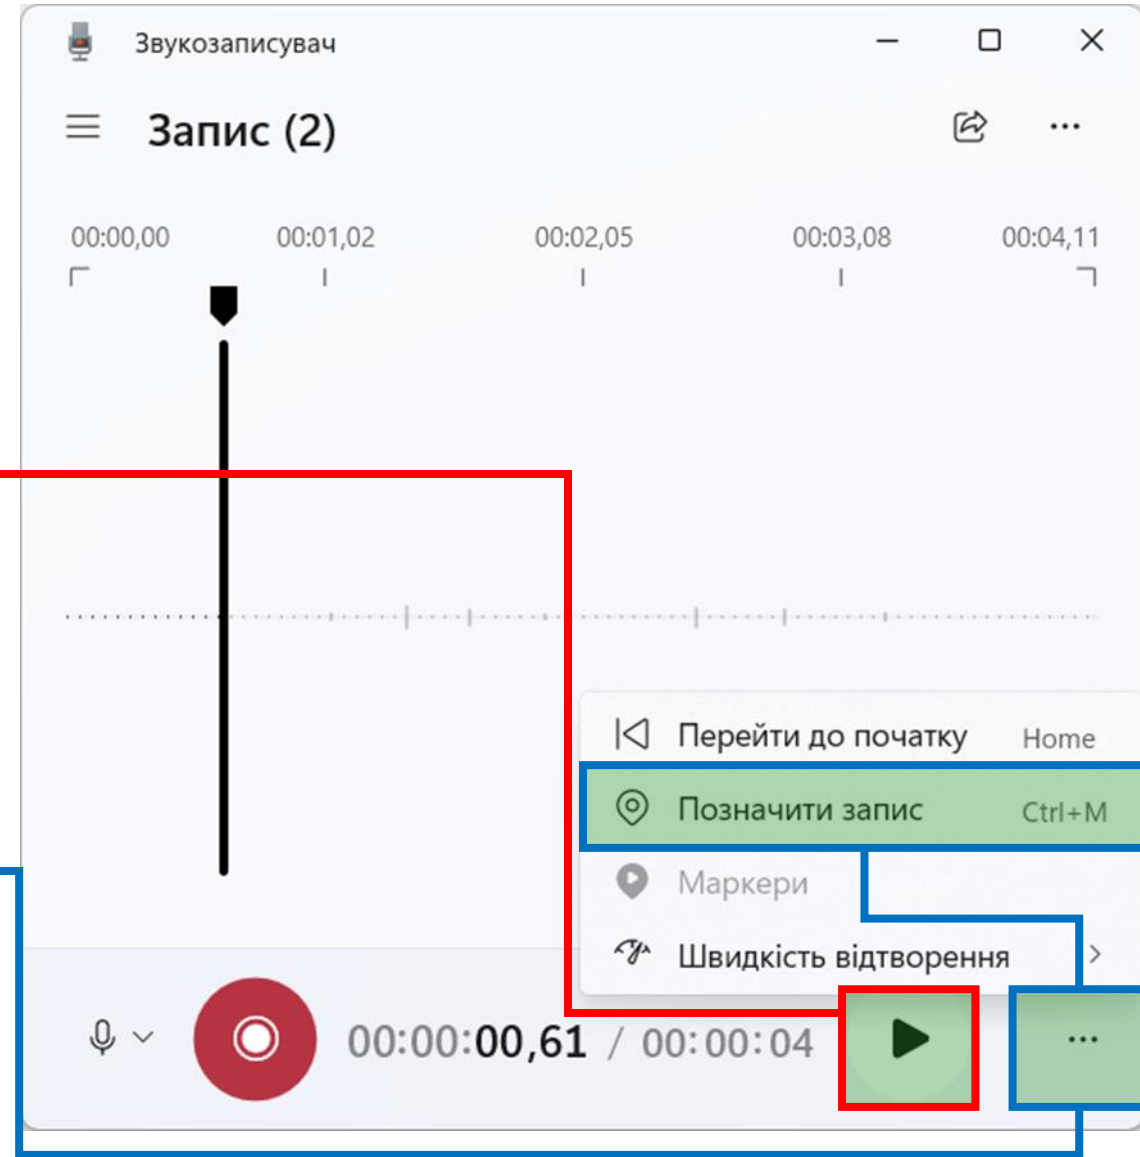 Звукозаписувач
Запис (2)
00:00,00 00:01,02 00:02,05 00:03,08 00:04,11
Перейти до початку Home
Позначити запис Ctrl+M
Маркери
Швидкість відтворення
00:00:00,61 / 00:00:04